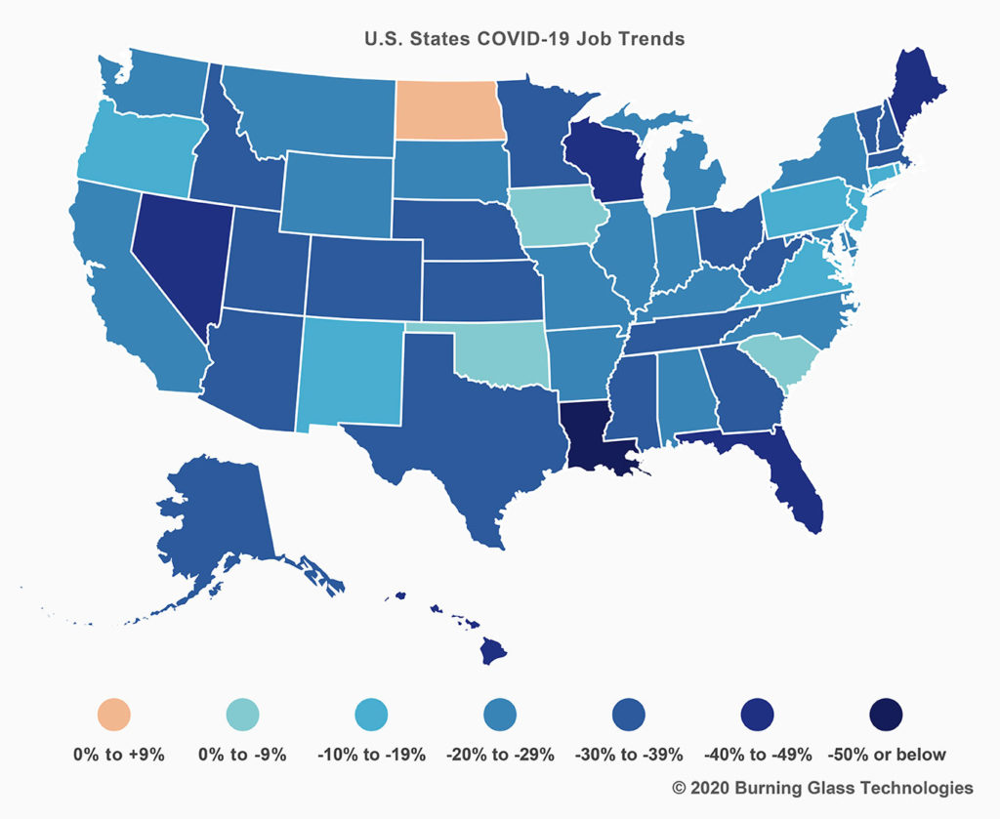 U.S. States COVID-19 Job Trends
0% to +9% 0% to -9% -10% to -19% -20% to -29% -30% to -39% -40% to -49% -50% or below
© 2020 Burning Glass Technologies